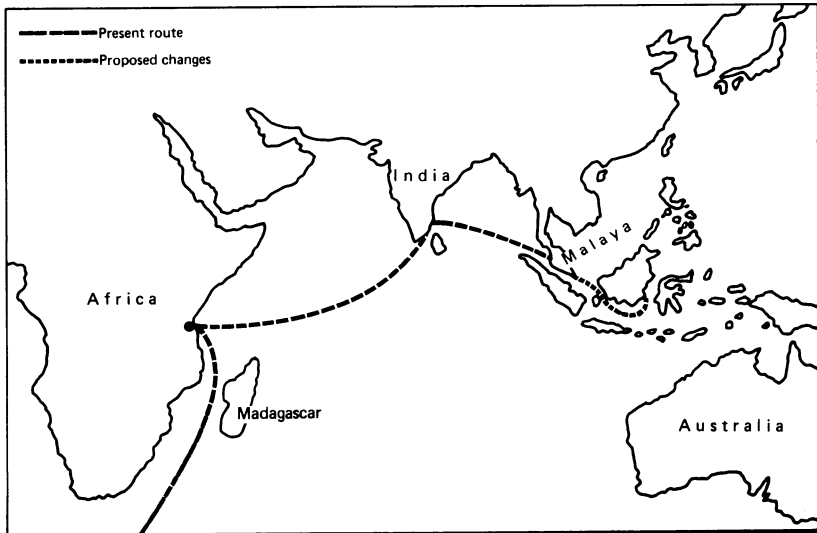 Present route
Proposed changes
India
Malaya
Africa
Madagascar
Australia